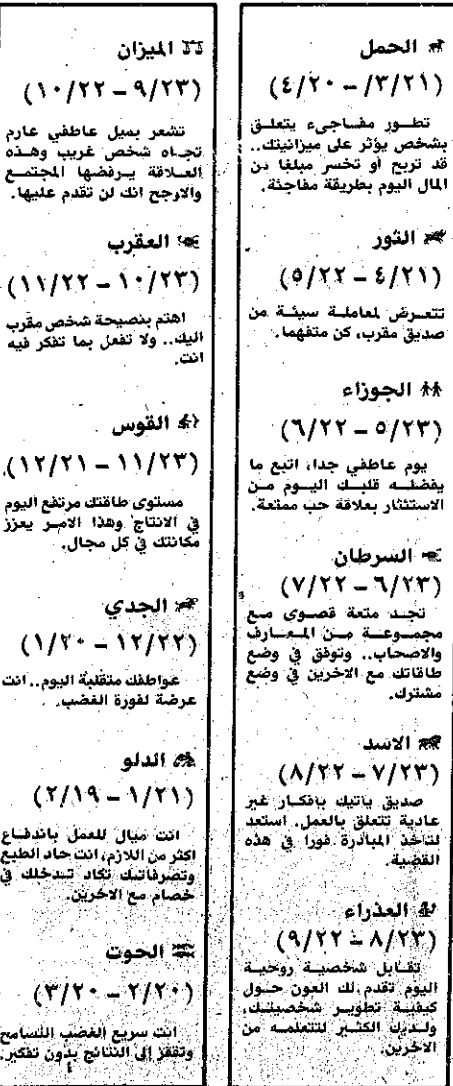 الحمل
(٣/٢١/ – ٤/٢٠)
تطور مفاجىء يتعلق
بشخص يؤثر على ميزانيتك..
قد تربح أو تخسر مبلغا من
المال اليوم بطريقة مفاجئة.
الثور
(٤/٢١ – ٥/٢٢)
تتعرض لمعاملة سيئة من
صديق مقرب، كن متفهما.
الجوزاء
(٥/٢٣ – ٦/٢٢)
يوم عاطفي جدا، اتبع ما
يفضله قلبك اليوم من
الاستئثار بعلاقة حب ممتعة.
السرطان
(٦/٢٣ – ٧/٢٢)
تجد متعة قصوى مع
مجموعة من المعارف
والاصحاب.. وتوفق في وضع
طاقاتك مع الاخرين في وضع
مشترك.
الاسد
(٧/٢٣ – ٨/٢٢)
صديق ياتيك بافكار غير
عادية تتعلق بالعمل. استعد
لتأخذ المبادرة فورا في هذه
القضية.
العذراء
(٨/٢٣ – ٩/٢٢)
تقابل شخصية روحية
اليوم تقدم لك العون حول
كيفية تطوير شخصيتك،
ولديك الكثير لتتعلمه من
الاخرين.
الميزان
(٩/٢٣ – ١٠/٢٢)
تشعر بميل عاطفي عارم
تجاه شخص غريب وهذه
العلاقة يرفضها المجتمع
والارجح انك لن تقدم عليها.
العقرب
(١٠/٢٣ – ١١/٢٢)
اهتم بنصيحة شخص مقرب
اليك.. ولا تفعل بما تفكر فيه
انت.
القوس
(١١/٢٣ – ١٢/٢١)
مستوى طاقتك مرتفع اليوم
في الانتاج وهذا الامر يعزز
مكانتك في كل مجال.
الجدي
(١٢/٢٢ – ١/٢٠)
عواطفك متقلبة اليوم.. انت
عرضة لفورة الغضب.
الدلو
(١/٢١ – ٢/١٩)
انت ميال للعمل باندفاع
اكثر من اللازم، انت حاد الطبع
وتصرفاتك تكاد تدخلك في
خصام مع الاخرين.
الحوت
(٢/٢٠ – ٣/٢٠)
انت سريع الغضب التسامح
وتقفز إلى النتائج بدون تفكير.